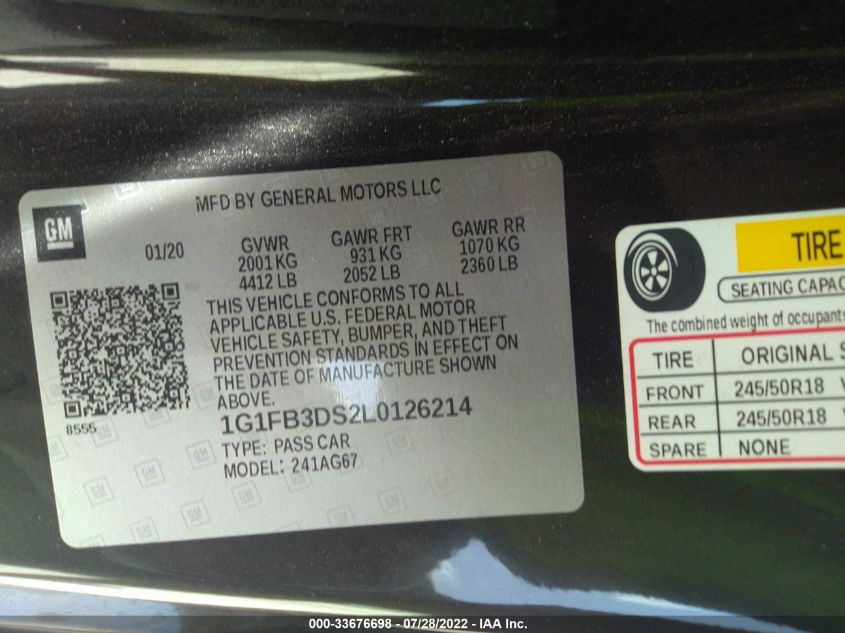 MFD BY GENERAL MOTORS LLC
GM
01/20
GVWR GAWR FRT GAWR RR
2001 KG 931 KG 1070 KG
4412 LB 2052 LB 2360 LB
THIS VEHICLE CONFORMS TO ALL
APPLICABLE U.S. FEDERAL MOTOR
VEHICLE SAFETY, BUMPER, AND THEFT
PREVENTION STANDARDS IN EFFECT ON
THE DATE OF MANUFACTURE SHOWN
ABOVE.
8555
1G1FB3DS2L0126214
TYPE: PASS CAR
MODEL: 241AG67
TIRE
SEATING CAPAC
The combined weight of occupants
TIRE ORIGINAL S
FRONT 245/50R18 V
REAR 245/50R18 V
SPARE NONE
000-33676698 - 07/28/2022 - IAA Inc.